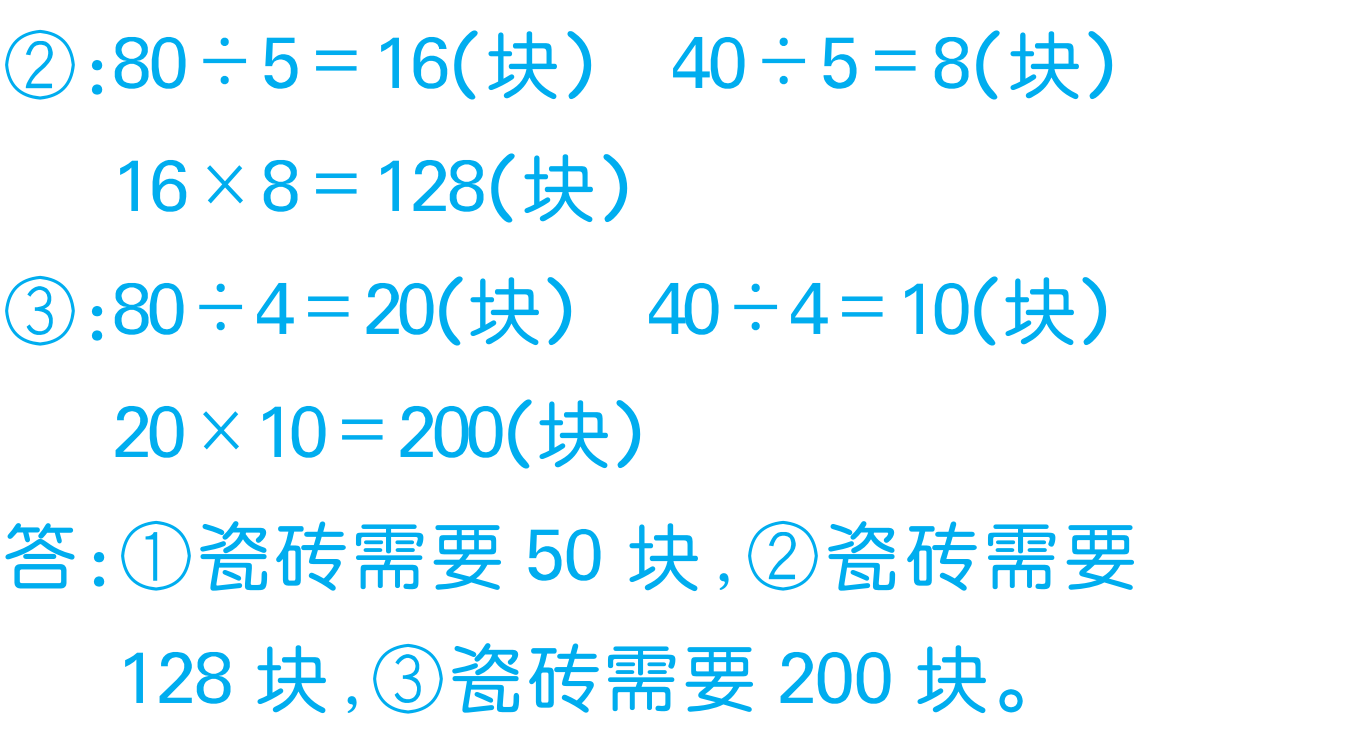 ②:80÷5=16(块) 40÷5=8(块)
16×8=128(块)
③:80÷4=20(块) 40÷4=10(块)
20×10=200(块)
答:①瓷砖需要 50 块,②瓷砖需要
128 块,③瓷砖需要 200 块。